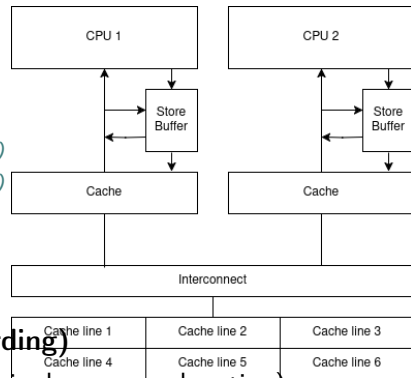 CPU 1
CPU 2
Store
Buffer
Store
Buffer
)
)
Cache
Cache
Interconnect
Cache line 1
Cache line 2
Cache line 3
Cache line 4
Cache line 5
Cache line 6